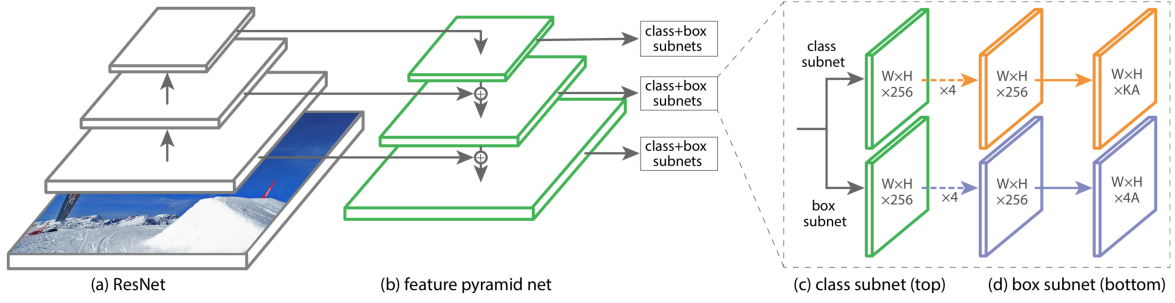 class+box
subnets
class+box
subnets
class+box
subnets
class
subnet
W×H
×256
×4
W×H
×256
W×H
×KA
box
subnet
W×H
×256
×4
W×H
×256
W×H
×4A
(a) ResNet
(b) feature pyramid net
(c) class subnet (top)
(d) box subnet (bottom)